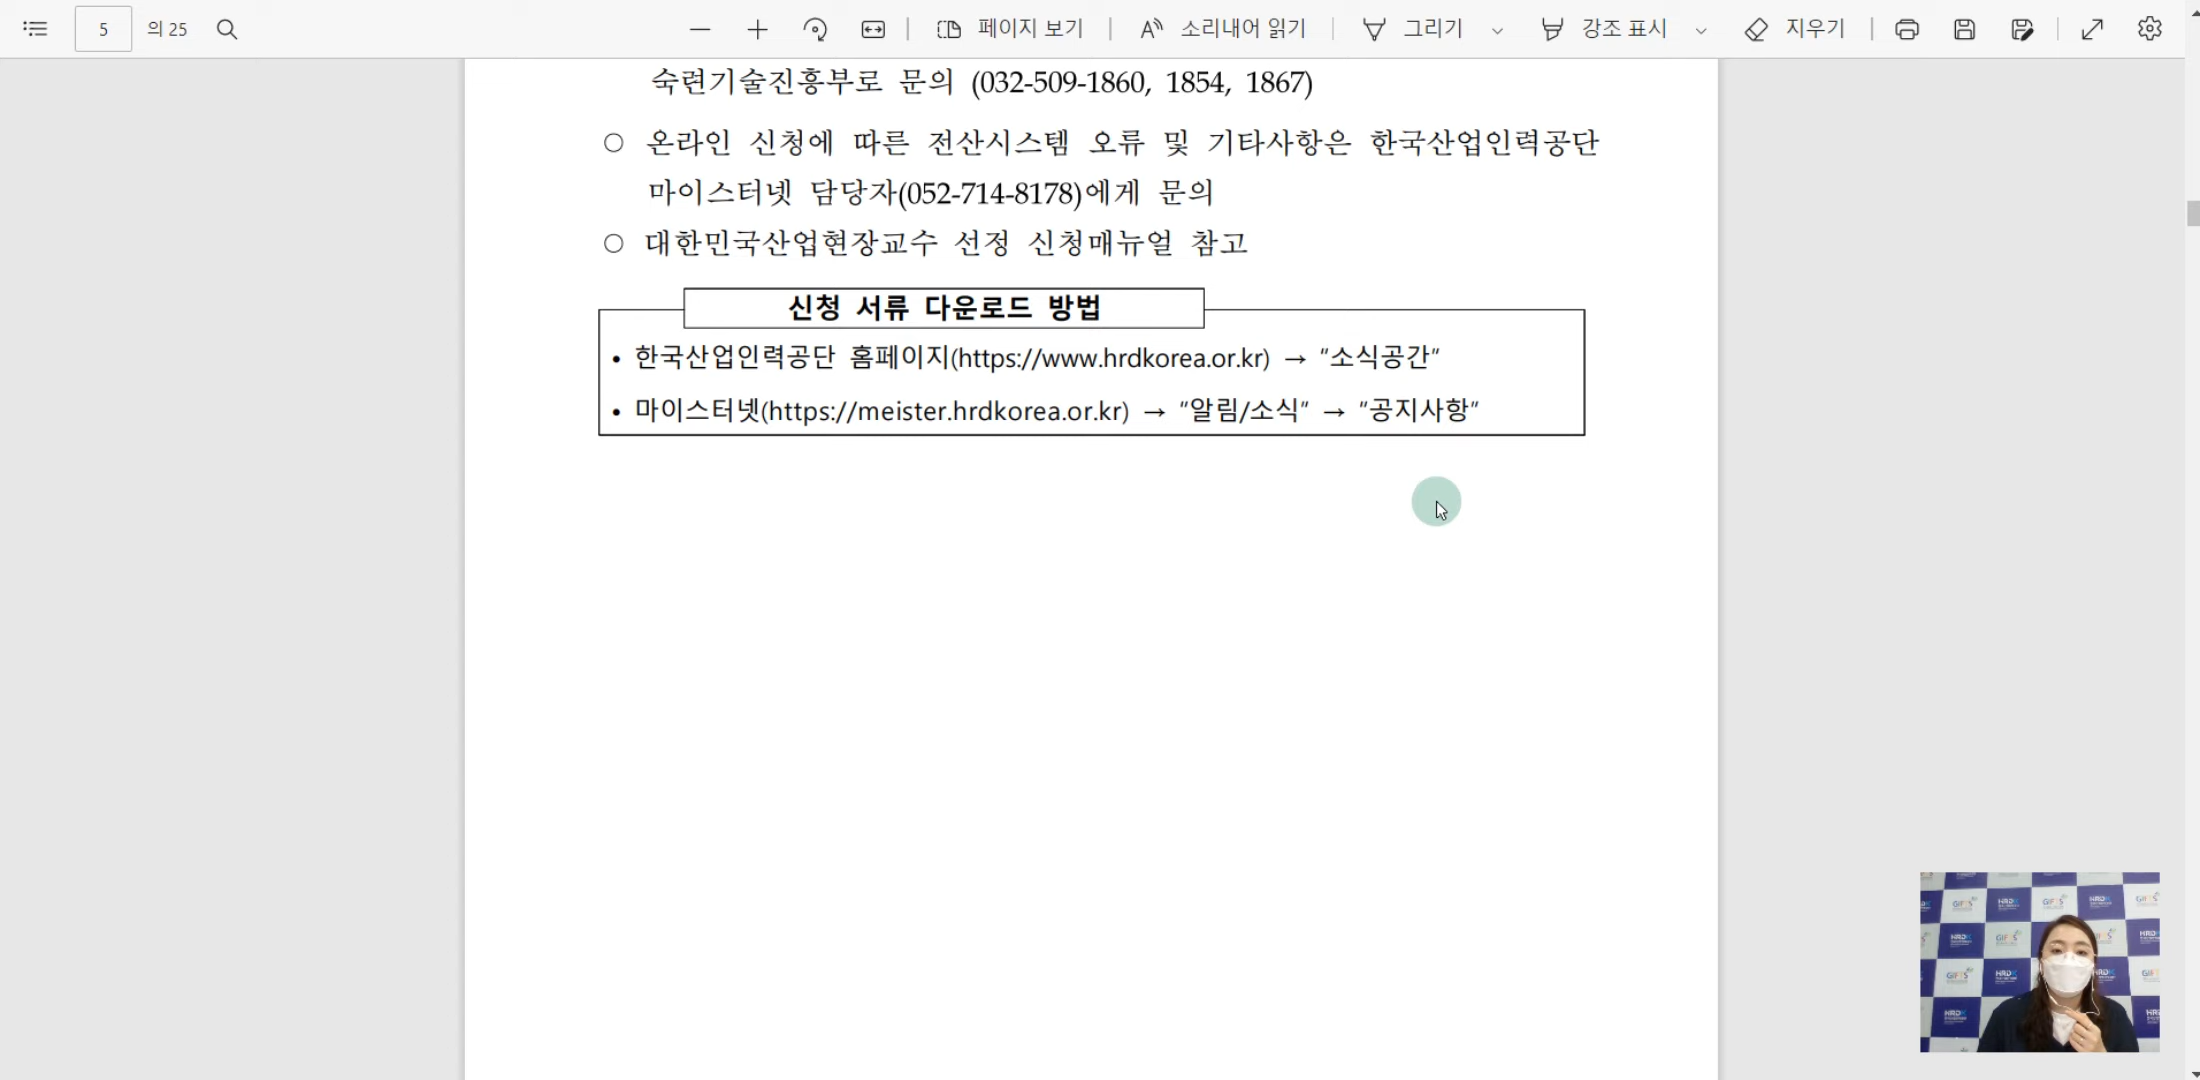 5 의 25 페이지 보기 소리내어 읽기 그리기 강조 표시 지우기
숙련기술진흥부로 문의 (032-509-1860, 1854, 1867)
○ 온라인 신청에 따른 전산시스템 오류 및 기타사항은 한국산업인력공단
마이스터넷 담당자(052-714-8178)에게 문의
○ 대한민국산업현장교수 선정 신청매뉴얼 참고
신청 서류 다운로드 방법
• 한국산업인력공단 홈페이지(https://www.hrdkorea.or.kr) → "소식공간"
• 마이스터넷(https://meister.hrdkorea.or.kr) → "알림/소식" → "공지사항"